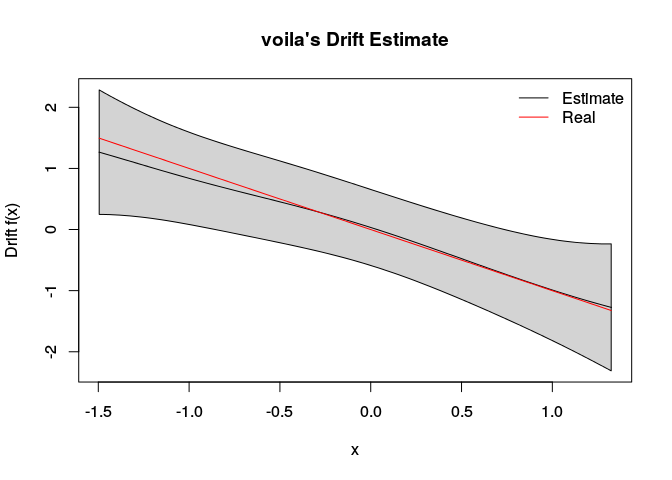 voila's Drift Estimate
Estimate
Real
Drift f(x)
2
1
0
-1
-2
-1.5 -1.0 -0.5 0.0 0.5 1.0
x